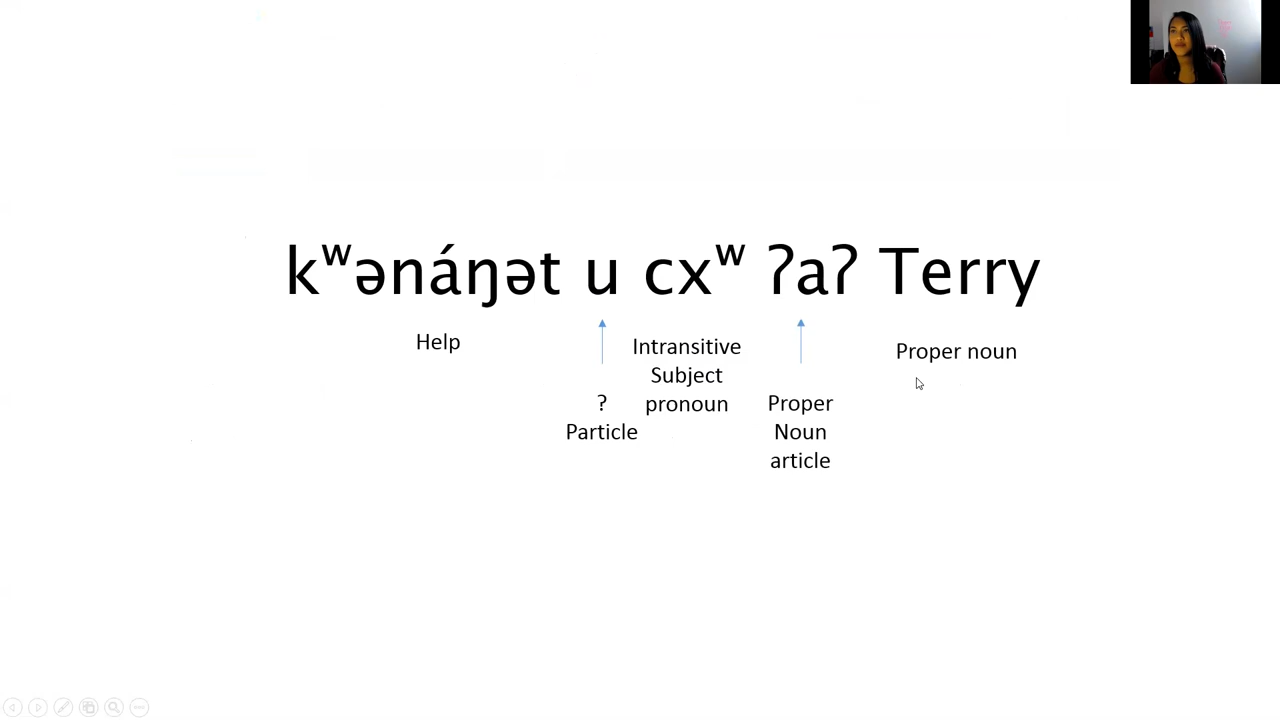 kʷənáŋət u cxʷ ʔaʔ Terry
Help
?
Particle
Intransitive
Subject
pronoun
Proper
Noun
article
Proper noun